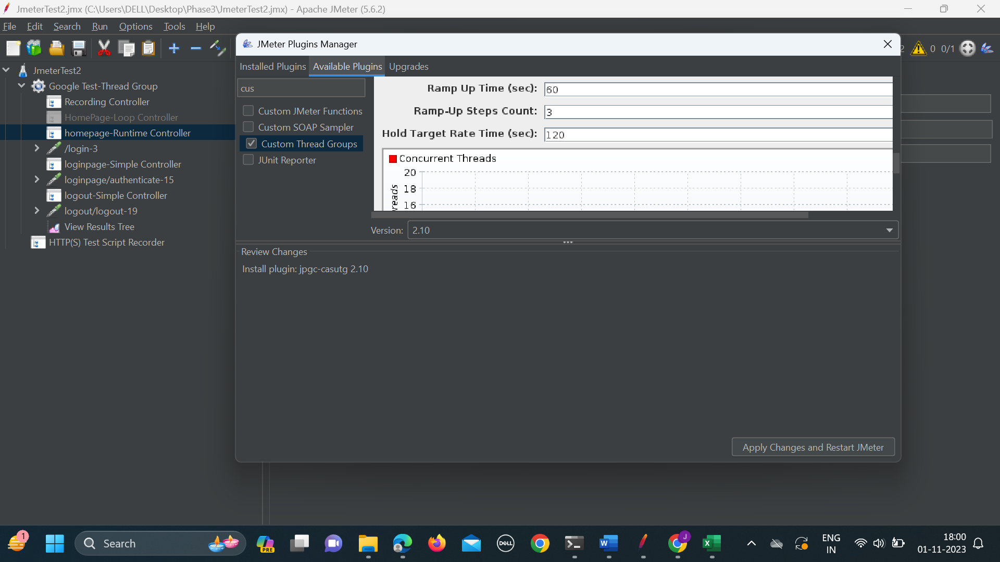 JmeterTest2.jmx (C:\Users\DELL\Desktop\Phase3\JmeterTest2.jmx) - Apache JMeter (5.6.2)
File Edit Search Run Options Tools Help
JMeter Plugins Manager
2 0 0/1
Installed Plugins Available Plugins Upgrades
JmeterTest2
Google Test-Thread Group
Recording Controller
HomePage-Loop Controller
homepage-Runtime Controller
/login-3
loginpage-Simple Controller
loginpage/authenticate-15
logout-Simple Controller
logout/logout-19
View Results Tree
HTTP(S) Test Script Recorder
cus
Custom JMeter Functions
Custom SOAP Sampler
Custom Thread Groups
JUnit Reporter
Ramp Up Time (sec): 60
Ramp-Up Steps Count: 3
Hold Target Rate Time (sec): 120
Concurrent Threads
20
18
16
reads
Version: 2.10
Review Changes
Install plugin: jpgc-casutg 2.10
Apply Changes and Restart JMeter
1
Search
PRE
DELL
J
ENG
IN
18:00
01-11-2023